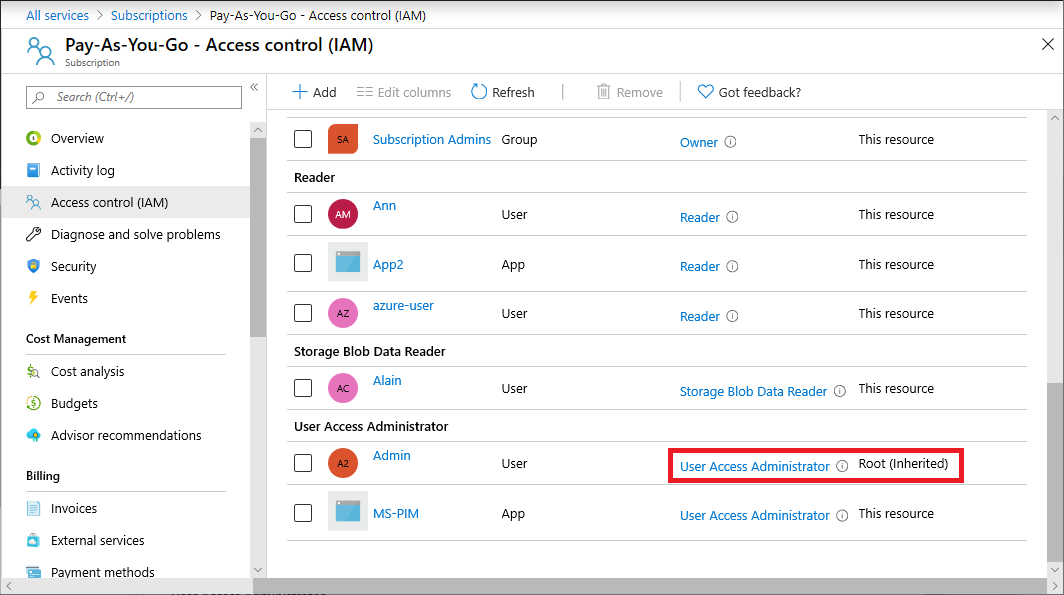 All services > Subscriptions > Pay-As-You-Go - Access control (IAM)
Pay-As-You-Go - Access control (IAM)
Subscription
Search (Ctrl+/)
Overview
Activity log
Access control (IAM)
Diagnose and solve problems
Security
Events
Cost Management
Cost analysis
Budgets
Advisor recommendations
Billing
Invoices
External services
Payment methods
Add Edit columns Refresh Remove Got feedback?
SA Subscription Admins Group Owner This resource
Reader
AM Ann User Reader This resource
App2 App Reader This resource
AZ azure-user User Reader This resource
Storage Blob Data Reader
AC Alain User Storage Blob Data Reader This resource
User Access Administrator
A2 Admin User User Access Administrator Root (Inherited)
MS-PIM App User Access Administrator This resource